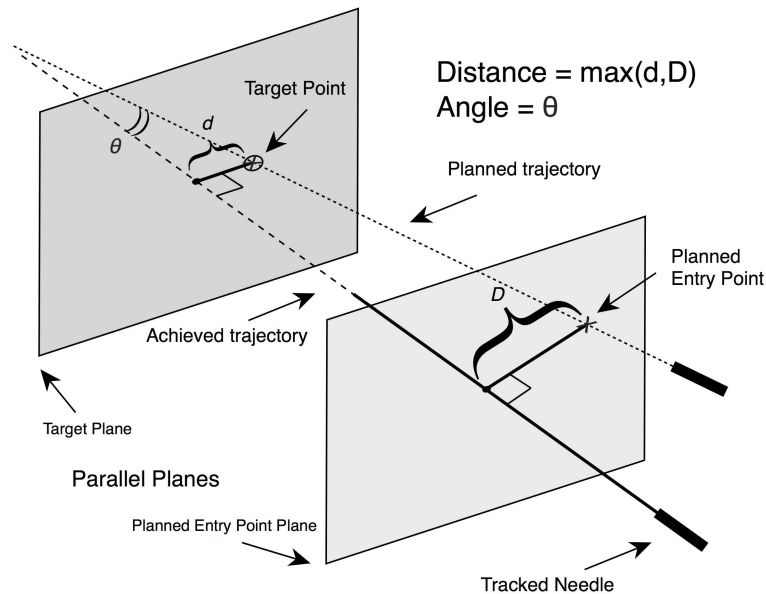 Distance = max(d,D)
Angle = θ
Target Point
d
θ
Planned trajectory
Planned
Entry Point
D
Achieved trajectory
Target Plane
Parallel Planes
Planned Entry Point Plane
Tracked Needle